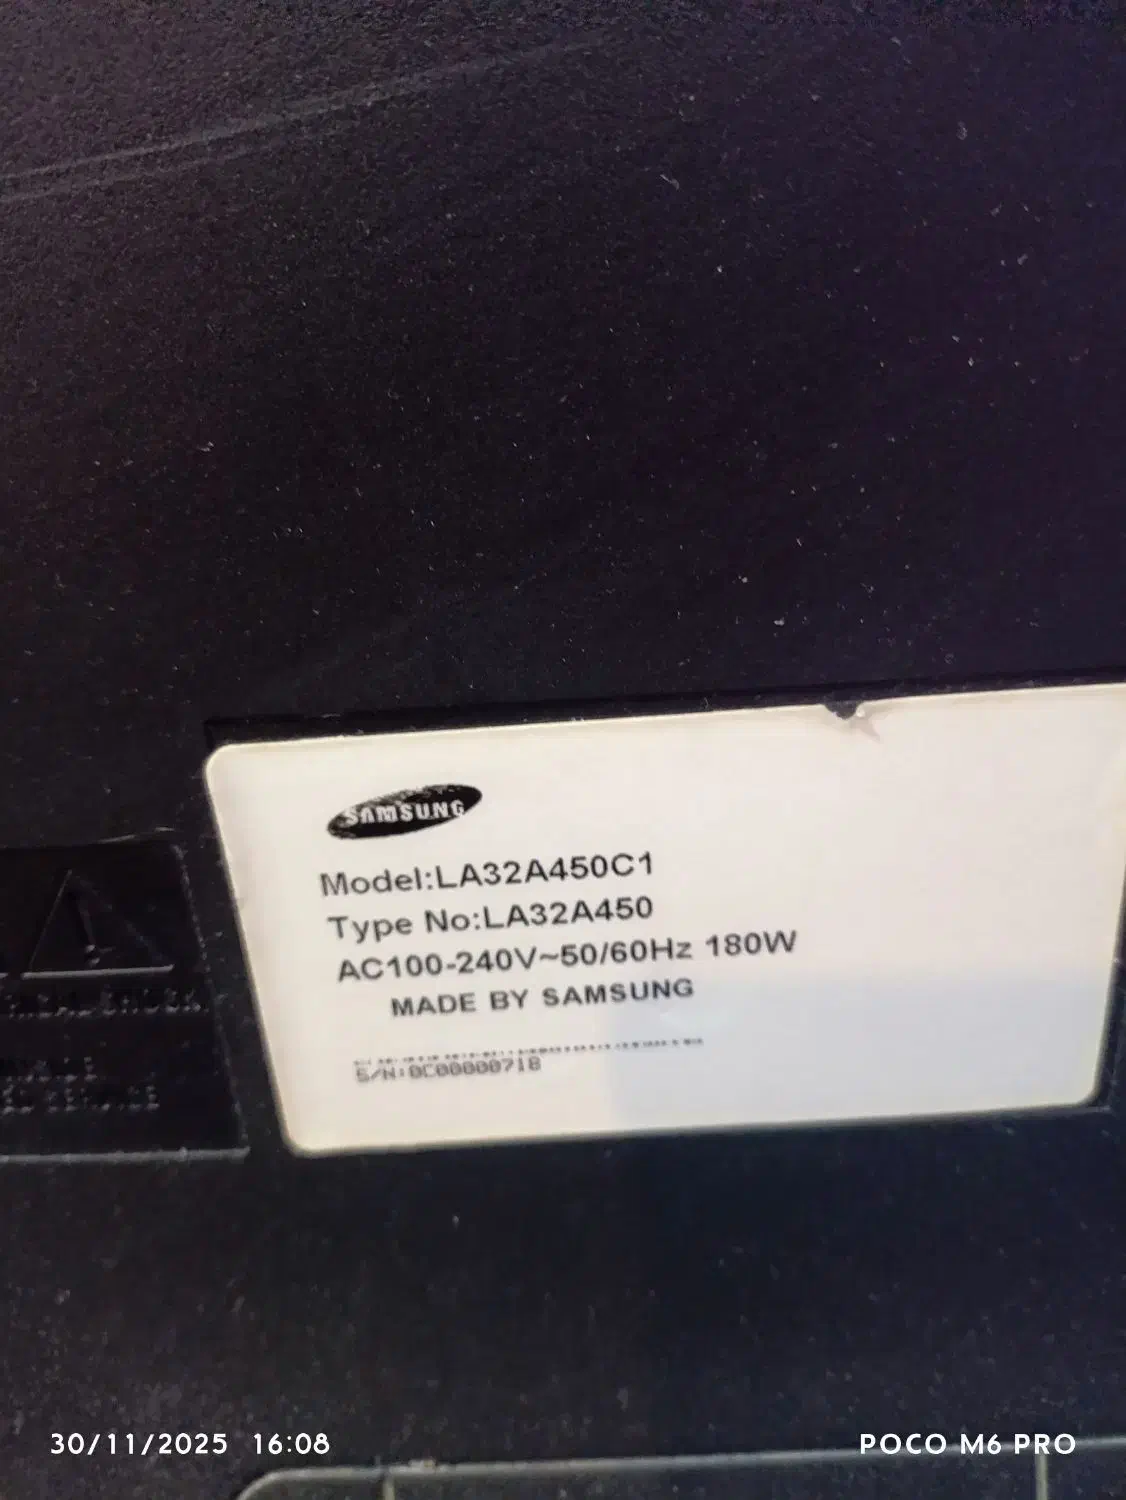 SAMSUNG
Model:LA32A450C1
Type No:LA32A450
AC100-240V~50/60Hz 180W
MADE BY SAMSUNG
S/N:0C00000718
30/11/2025 16:08
POCO M6 PRO